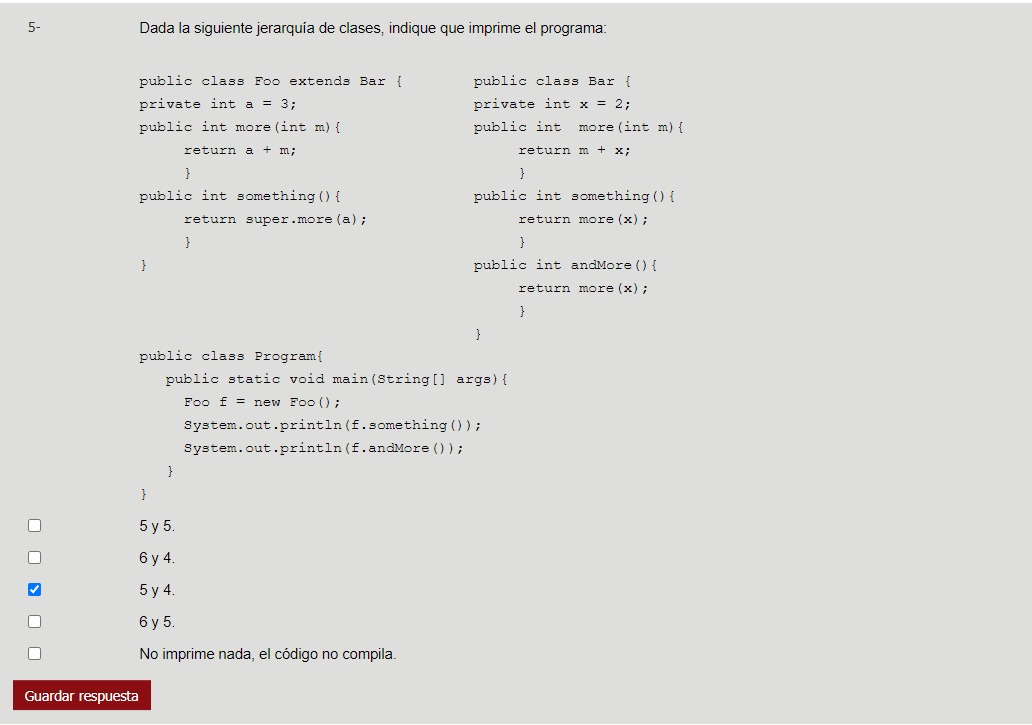 5-
Dada la siguiente jerarquía de clases, indique que imprime el programa:
public class Foo extends Bar {
private int a = 3;
public int more(int m){
return a + m;
}
public int something(){
return super.more(a);
}
}
public class Bar {
private int x = 2;
public int  more(int m){
return m + x;
}
public int something(){
return more(x);
}
public int andMore(){
return more(x);
}
}
public class Program{
public static void main(String[] args){
Foo f = new Foo();
System.out.println(f.something());
System.out.println(f.andMore());
}
}
5 y 5.
6 y 4.
5 y 4.
6 y 5.
No imprime nada, el código no compila.
Guardar respuesta